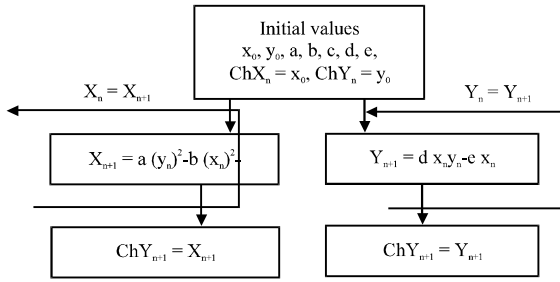 Initial values
x₀, y₀, a, b, c, d, e,
ChXₙ = x₀, ChYₙ = y₀
Xₙ = Xₙ₊₁
Yₙ = Yₙ₊₁
Xₙ₊₁ = a (yₙ)²-b (xₙ)²-
Yₙ₊₁ = d xₙyₙ-e xₙ
ChYₙ₊₁ = Xₙ₊₁
ChYₙ₊₁ = Yₙ₊₁